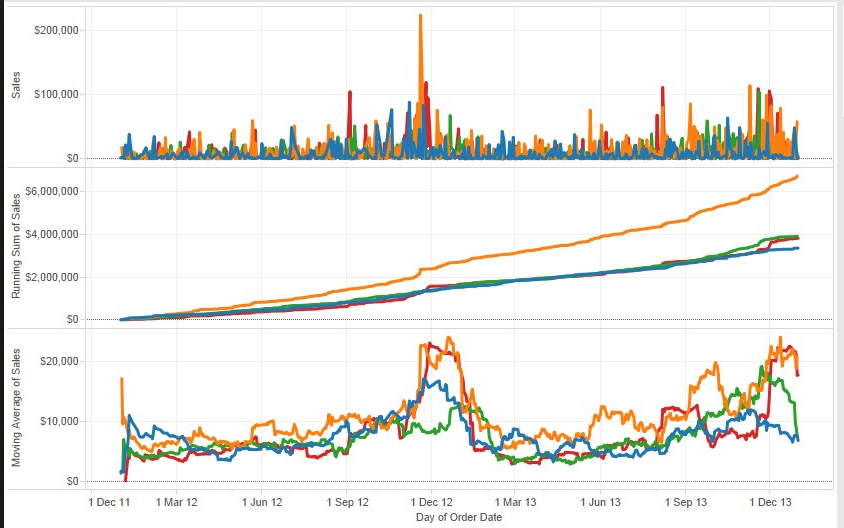 Sales
$200,000
$100,000
$0
Running Sum of Sales
$6,000,000
$4,000,000
$2,000,000
$0
Moving Average of Sales
$20,000
$10,000
$0
1 Dec 11 1 Mar 12 1 Jun 12 1 Sep 12 1 Dec 12 1 Mar 13 1 Jun 13 1 Sep 13 1 Dec 13
Day of Order Date